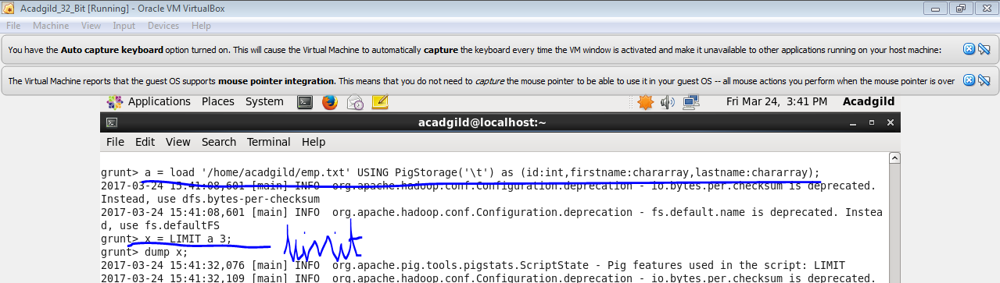 Acadgild_32_Bit [Running] - Oracle VM VirtualBox
File Machine View Input Devices Help
You have the Auto capture keyboard option turned on. This will cause the Virtual Machine to automatically capture the keyboard every time the VM window is activated and make it unavailable to other applications running on your host machine:
The Virtual Machine reports that the guest OS supports mouse pointer integration. This means that you do not need to capture the mouse pointer to be able to use it in your guest OS -- all mouse actions you perform when the mouse pointer is over
Applications Places System Fri Mar 24, 3:41 PM Acadgild
acadgild@localhost:~
File Edit View Search Terminal Help
grunt> a = load '/home/acadgild/emp.txt' USING PigStorage('\t') as (id:int,firstname:chararray,lastname:chararray);
2017-03-24 15:41:08,601 [main] INFO org.apache.hadoop.conf.Configuration.deprecation - io.bytes.per.checksum is deprecated.
Instead, use dfs.bytes-per-checksum
2017-03-24 15:41:08,601 [main] INFO org.apache.hadoop.conf.Configuration.deprecation - fs.default.name is deprecated. Instea
d, use fs.defaultFS
grunt> x = LIMIT a 3;
limit
grunt> dump x;
2017-03-24 15:41:32,076 [main] INFO org.apache.pig.tools.pigstats.ScriptState - Pig features used in the script: LIMIT
2017-03-24 15:41:32,109 [main] INFO org.apache.hadoop.conf.Configuration.deprecation - io.bytes.per.checksum is deprecated.